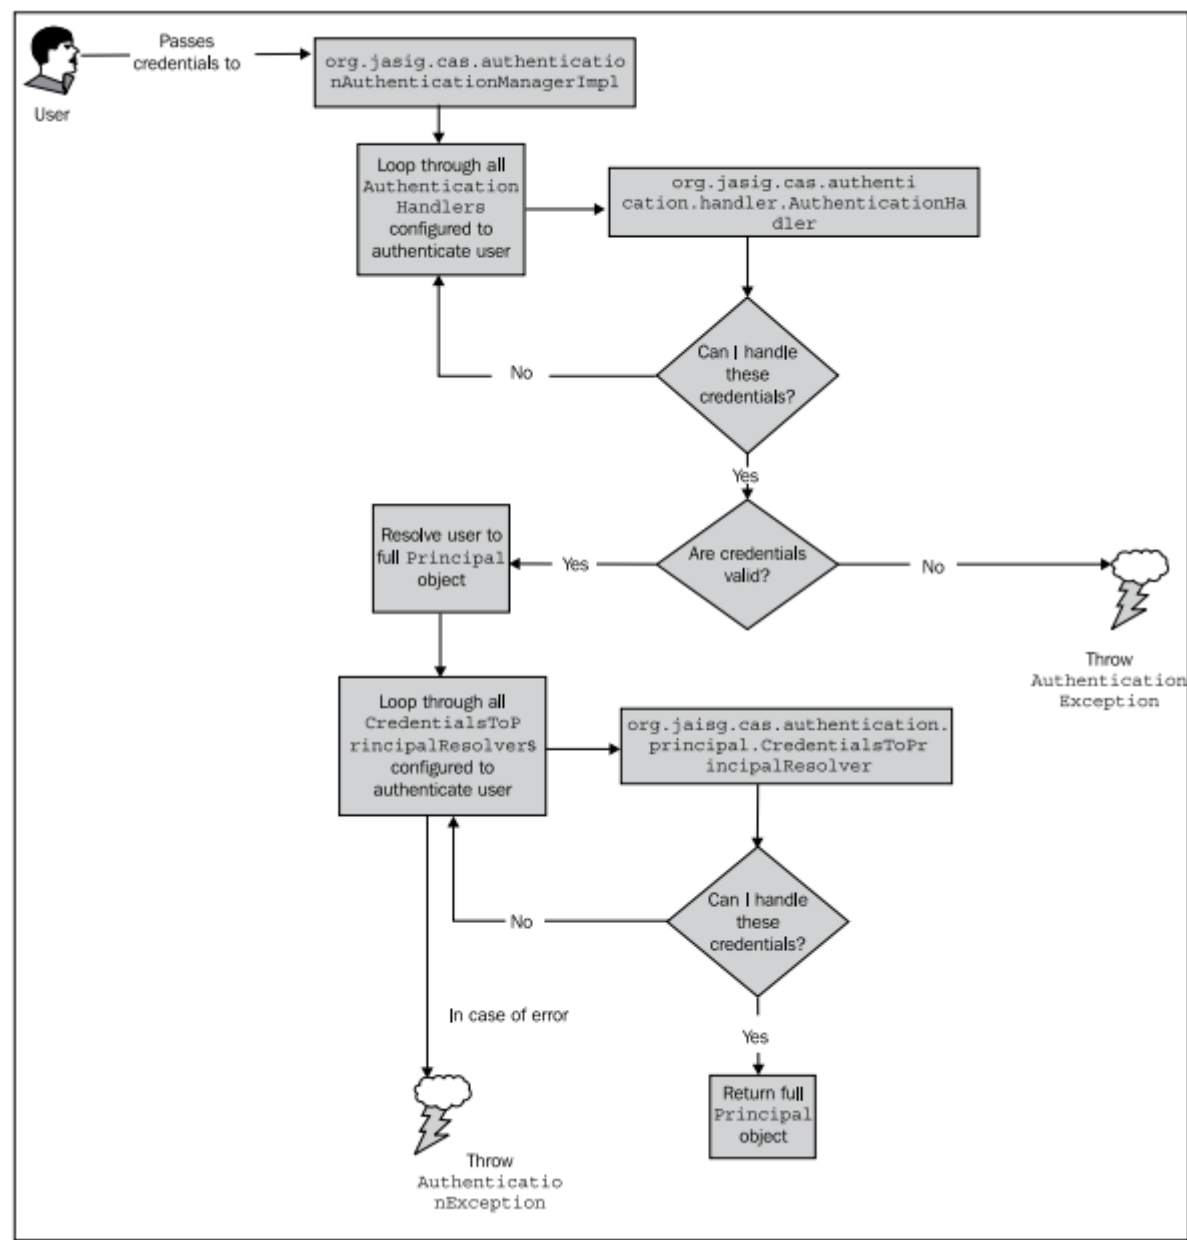 Passes
credentials to
User
org.jasig.cas.authenticatio
nAuthenticationManagerImpl
Loop through all
Authentication
Handlers
configured to
authenticate user
org.jasig.cas.authenti
cation.handler.AuthenticationHa
dler
Can I handle
these
credentials?
No
Yes
Are credentials
valid?
Yes
No
Resolve user to
full Principal
object
Throw
Authentication
Exception
Loop through all
CredentialsToP
rincipalResolvers
configured to
authenticate user
org.jaisg.cas.authentication.
principal.CredentialsToPr
incipalResolver
Can I handle
these
credentials?
No
In case of error
Yes
Return full
Principal
object
Throw
Authenticatio
nException